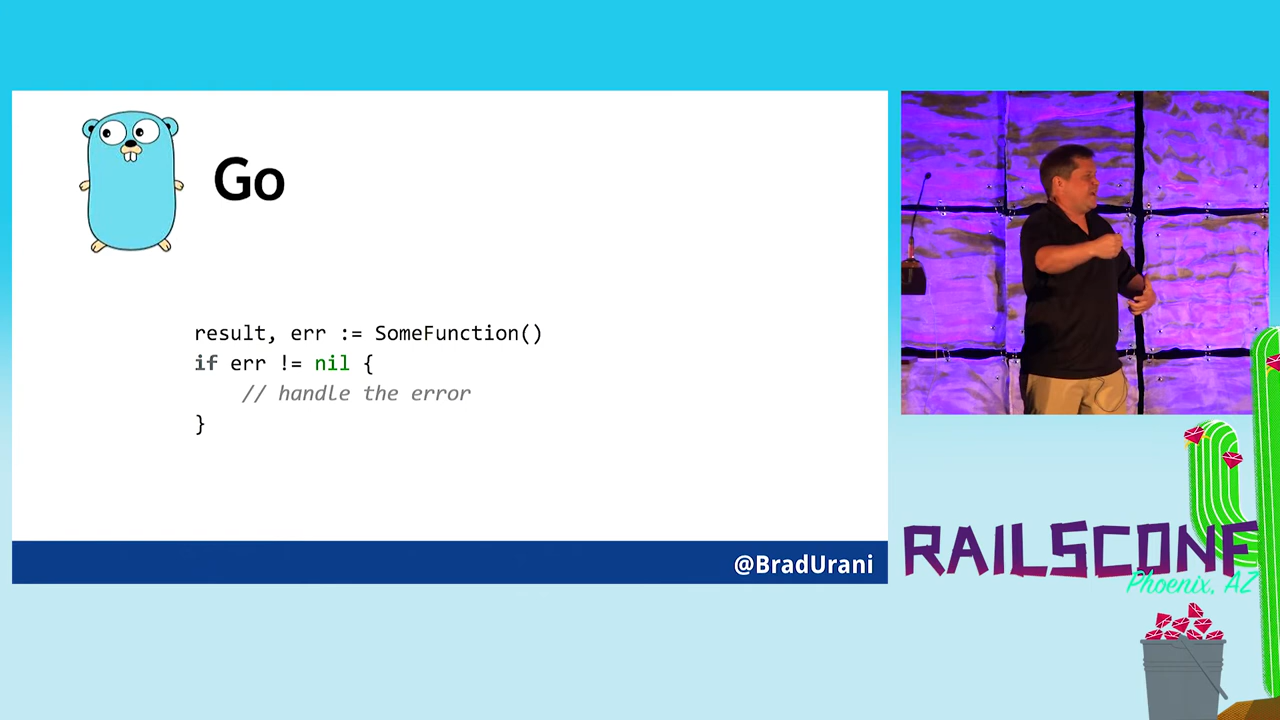 Go
result, err := SomeFunction()
if err != nil {
// handle the error
}
@BradUrani
RAILSCONF
Phoenix, AZ